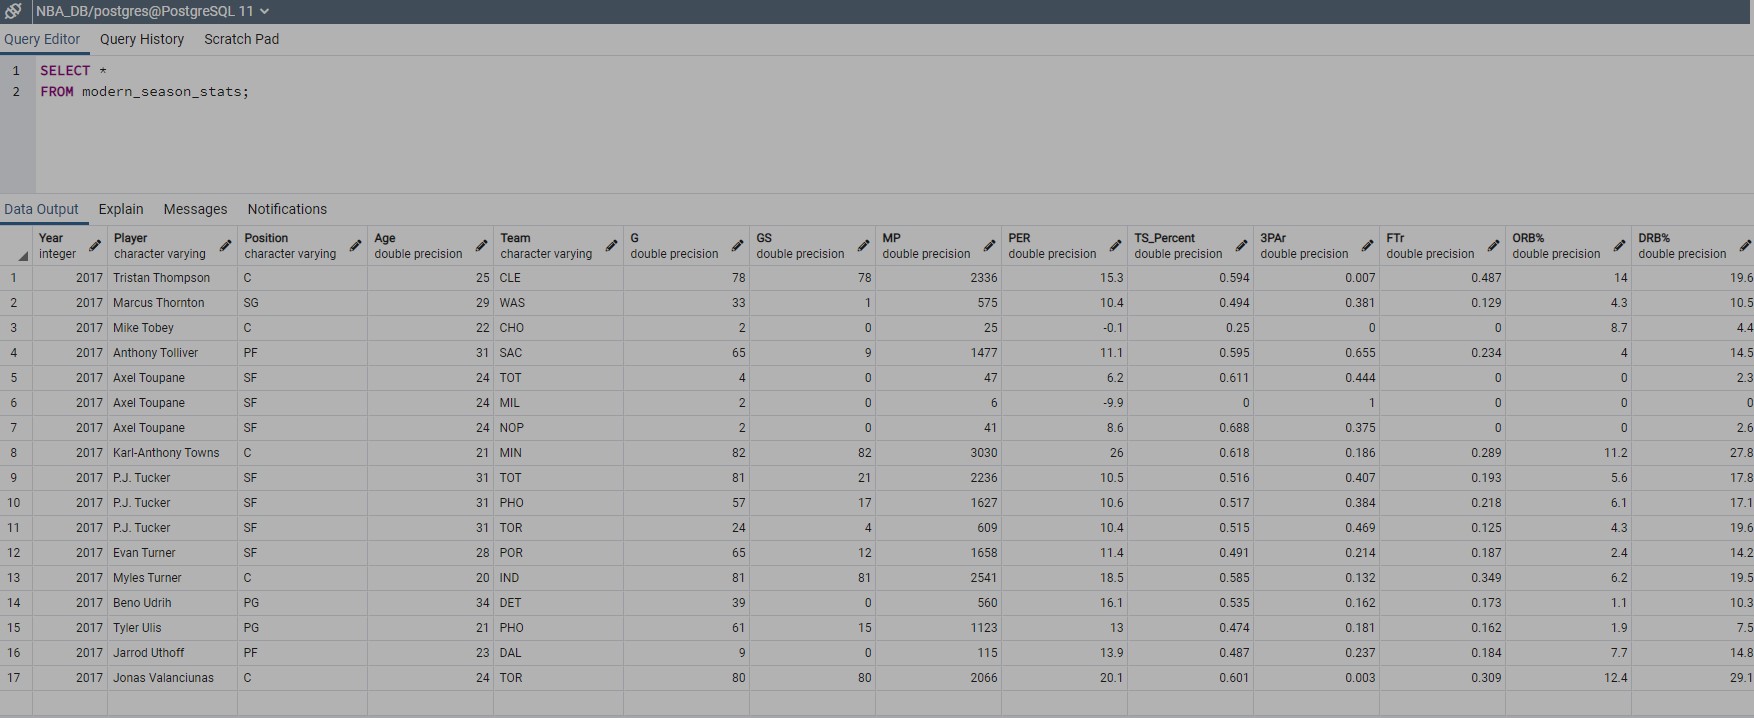 NBA_DB/postgres@PostgreSQL 11
Query Editor Query History Scratch Pad
1 SELECT *
2 FROM modern_season_stats;
Data Output Explain Messages Notifications
Year Player Position Age Team G GS MP PER TS_Percent 3PAr FTr ORB% DRB%
integer character varying character varying double precision character varying double precision double precision double precision double precision double precision double precision double precision double precision double precision
1 2017 Tristan Thompson C 25 CLE 78 78 2336 15.3 0.594 0.007 0.487 14 19.6
2 2017 Marcus Thornton SG 29 WAS 33 1 575 10.4 0.494 0.381 0.129 4.3 10.5
3 2017 Mike Tobey C 22 CHO 2 0 25 -0.1 0.25 0 0 8.7 4.4
4 2017 Anthony Tolliver PF 31 SAC 65 9 1477 11.1 0.595 0.655 0.234 4 14.5
5 2017 Axel Toupane SF 24 TOT 4 0 47 6.2 0.611 0.444 0 0 2.3
6 2017 Axel Toupane SF 24 MIL 2 0 6 -9.9 0 1 0 0 0
7 2017 Axel Toupane SF 24 NOP 2 0 41 8.6 0.688 0.375 0 0 2.6
8 2017 Karl-Anthony Towns C 21 MIN 82 82 3030 26 0.618 0.186 0.289 11.2 27.8
9 2017 P.J. Tucker SF 31 TOT 81 21 2236 10.5 0.516 0.407 0.193 5.6 17.8
10 2017 P.J. Tucker SF 31 PHO 57 17 1627 10.6 0.517 0.384 0.218 6.1 17.1
11 2017 P.J. Tucker SF 31 TOR 24 4 609 10.4 0.515 0.469 0.125 4.3 19.6
12 2017 Evan Turner SF 28 POR 65 12 1658 11.4 0.491 0.214 0.187 2.4 14.2
13 2017 Myles Turner C 20 IND 81 81 2541 18.5 0.585 0.132 0.349 6.2 19.5
14 2017 Beno Udrih PG 34 DET 39 0 560 16.1 0.535 0.162 0.173 1.1 10.3
15 2017 Tyler Ulis PG 21 PHO 61 15 1123 13 0.474 0.181 0.162 1.9 7.5
16 2017 Jarrod Uthoff PF 23 DAL 9 0 115 13.9 0.487 0.237 0.184 7.7 14.8
17 2017 Jonas Valanciunas C 24 TOR 80 80 2066 20.1 0.601 0.003 0.309 12.4 29.1